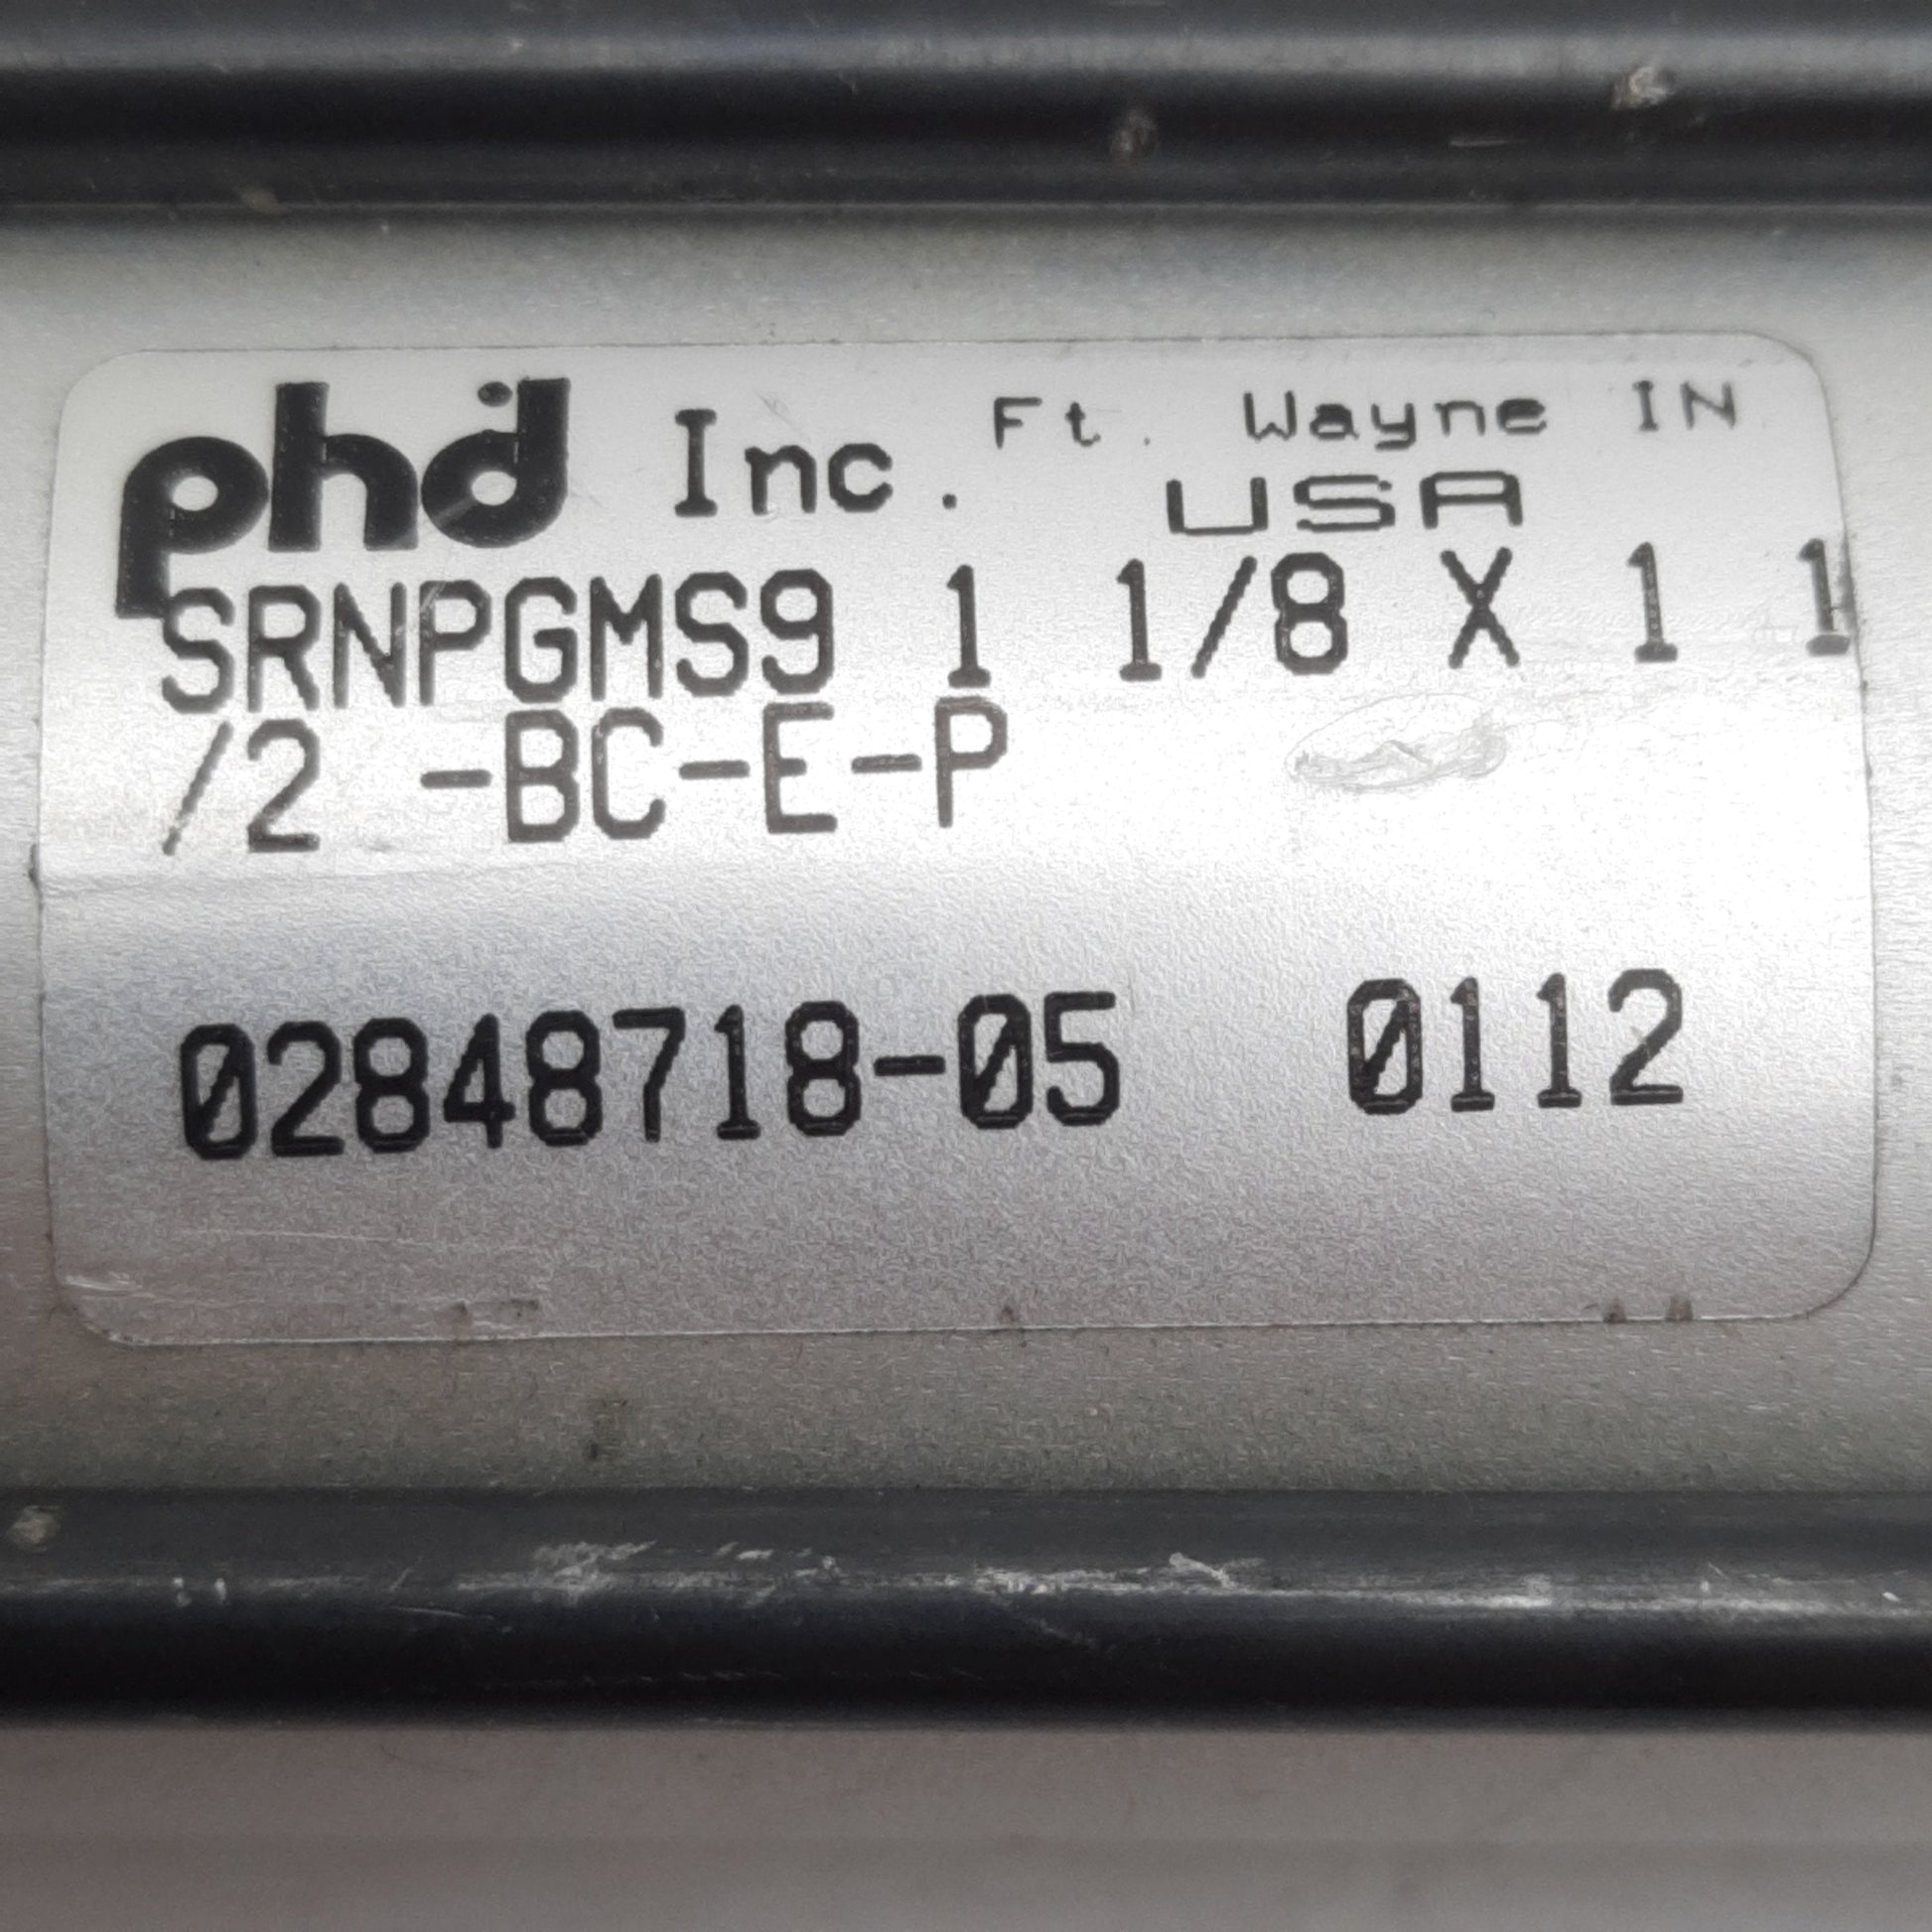 phd Inc. Ft. Wayne IN
USA
SRNPGMS9 1 1/8 X 1 1
/2 -BC-E-P
02848718-05 0112